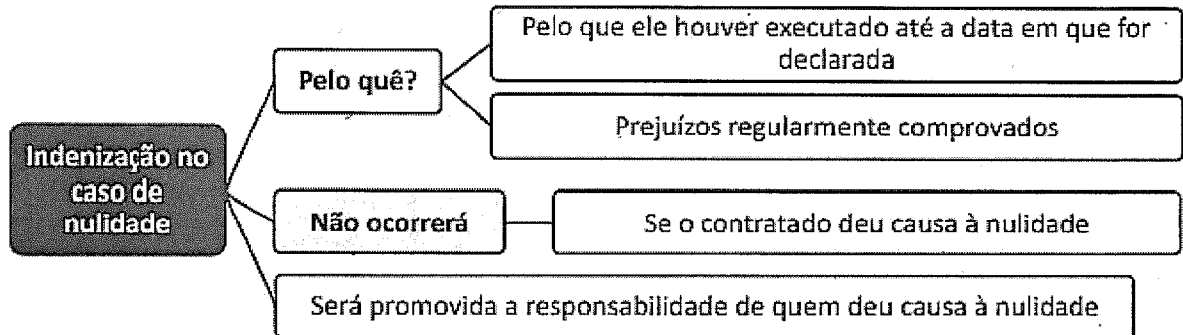 Indenização no
caso de
nulidade
Pelo quê?
Pelo que ele houver executado até a data em que for
declarada
Prejuízos regularmente comprovados
Não ocorrerá
Se o contratado deu causa à nulidade
Será promovida a responsabilidade de quem deu causa à nulidade